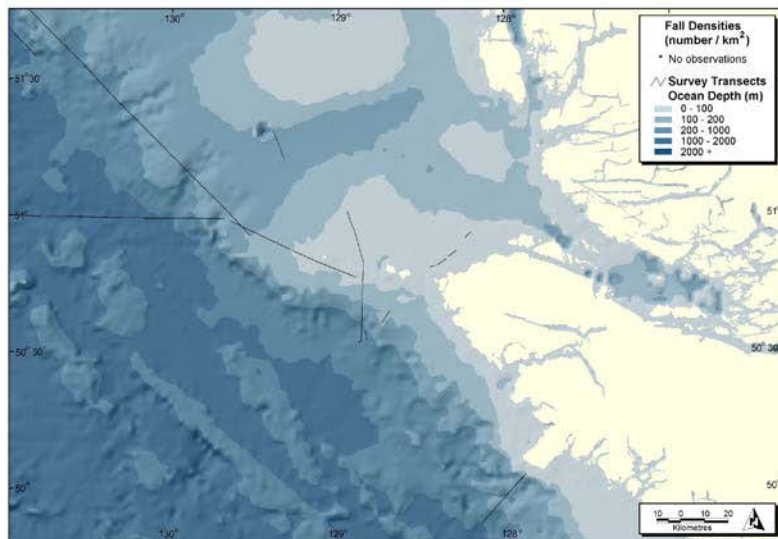 130°
129°
128°
Fall Densities
(number / km²)
No observations
Survey Transects
Ocean Depth (m)
0 - 100
100 - 200
200 - 1000
1000 - 2000
2000 +
51° 30'
51°
51°
50° 30'
50° 30
50°
50°
10 0 10 20
Kilometres
130°
129°
128°